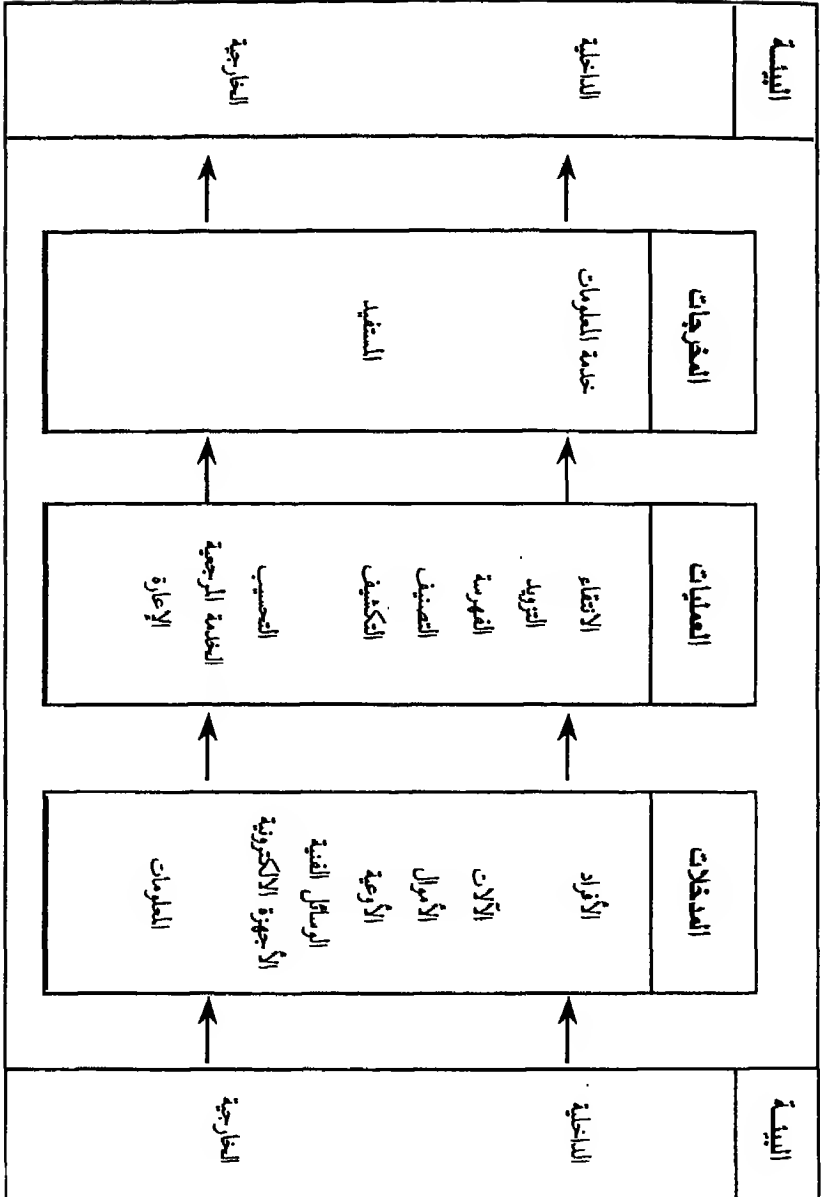 البيئة
الداخلية
الخارجية
المدخلات
الأفراد
الآلات
الأموال
الأوعية
الوسائل الفنية
الأجهزة الالكترونية
المعلومات
العمليات
الانتقاء
التزويد
الفهرسة
التصنيف
التكشيف
التحسيب
الخدمة المرجعية
الإعارة
المخرجات
خدمة المعلومات
المستفيد
البيئة
الداخلية
الخارجية